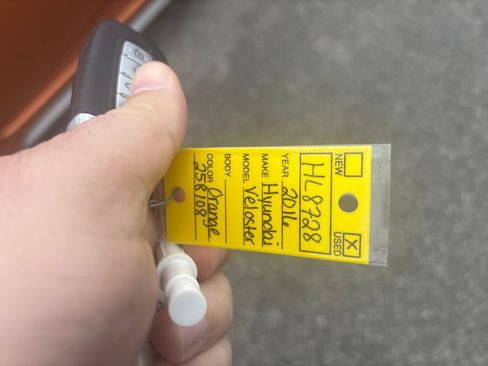 NEW USED X
HL8728
YEAR 2016
MAKE Hyundai
MODEL Veloster
BODY
COLOR Orange
258108